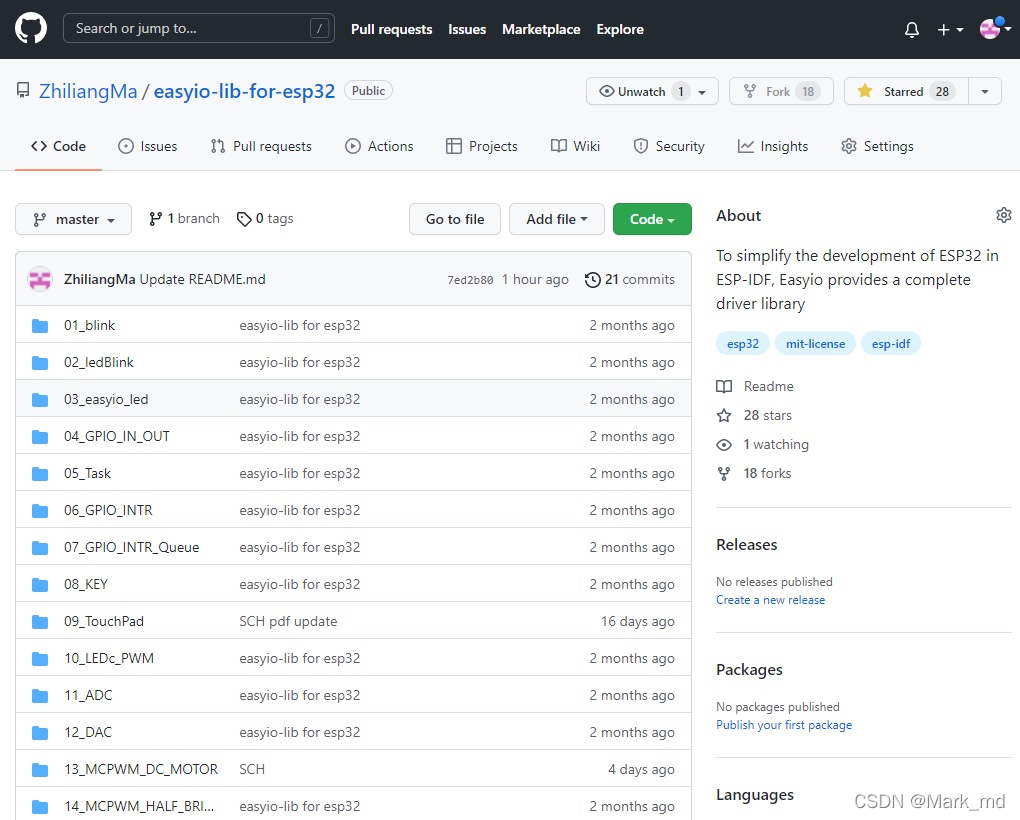 Search or jump to... /
Pull requests Issues Marketplace Explore
ZhiliangMa / easyio-lib-for-esp32 Public
Unwatch 1 Fork 18 Starred 28
Code Issues Pull requests Actions Projects Wiki Security Insights Settings
master 1 branch 0 tags Go to file Add file Code
ZhiliangMa Update README.md 7ed2b80 1 hour ago 21 commits
01_blink easyio-lib for esp32 2 months ago
02_ledBlink easyio-lib for esp32 2 months ago
03_easyio_led easyio-lib for esp32 2 months ago
04_GPIO_IN_OUT easyio-lib for esp32 2 months ago
05_Task easyio-lib for esp32 2 months ago
06_GPIO_INTR easyio-lib for esp32 2 months ago
07_GPIO_INTR_Queue easyio-lib for esp32 2 months ago
08_KEY easyio-lib for esp32 2 months ago
09_TouchPad SCH pdf update 16 days ago
10_LEDc_PWM easyio-lib for esp32 2 months ago
11_ADC easyio-lib for esp32 2 months ago
12_DAC easyio-lib for esp32 2 months ago
13_MCPWM_DC_MOTOR SCH 4 days ago
14_MCPWM_HALF_BRI... easyio-lib for esp32 2 months ago
About
To simplify the development of ESP32 in
ESP-IDF, Easyio provides a complete
driver library
esp32 mit-license esp-idf
Readme
28 stars
1 watching
18 forks
Releases
No releases published
Create a new release
Packages
No packages published
Publish your first package
Languages
CSDN @Mark_md